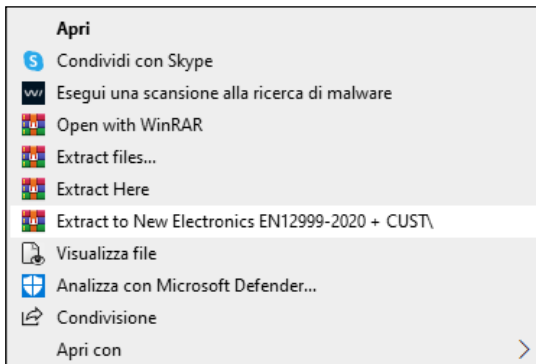 Apri
Condividi con Skype
Esegui una scansione alla ricerca di malware
Open with WinRAR
Extract files...
Extract Here
Extract to New Electronics EN12999-2020 + CUST\
Visualizza file
Analizza con Microsoft Defender...
Condivisione
Apri con